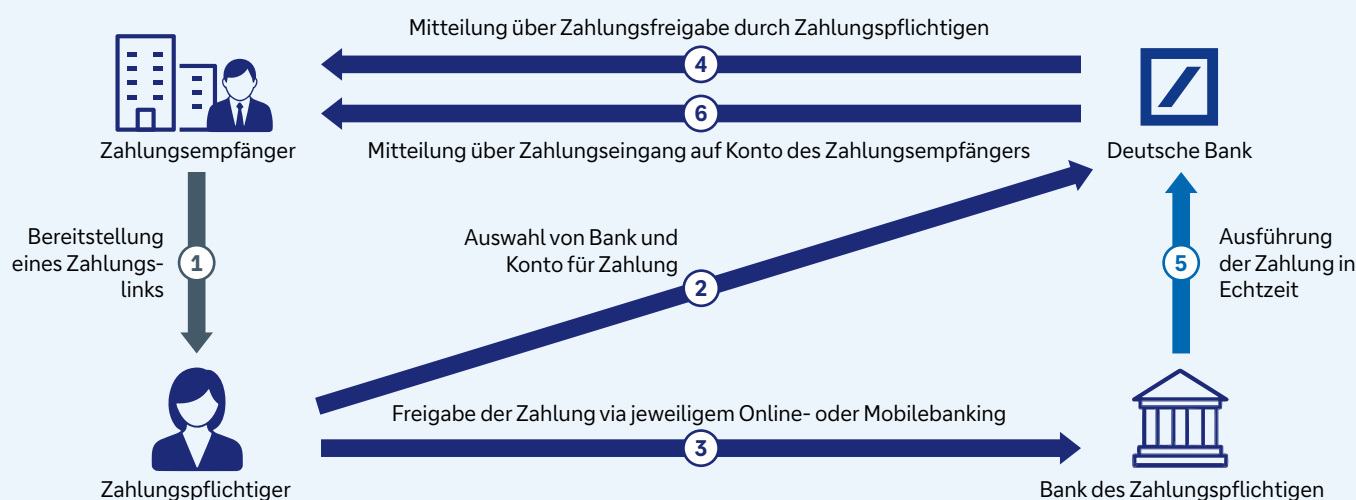 Mitteilung über Zahlungsfreigabe durch Zahlungspflichtigen
4
6
Zahlungsempfänger
Mitteilung über Zahlungseingang auf Konto des Zahlungsempfängers
Deutsche Bank
Bereitstellung
eines Zahlungs-
links
1
Auswahl von Bank und
Konto für Zahlung
2
5
Ausführung
der Zahlung in
Echtzeit
Freigabe der Zahlung via jeweiligem Online- oder Mobilebanking
3
Zahlungspflichtiger
Bank des Zahlungspflichtigen